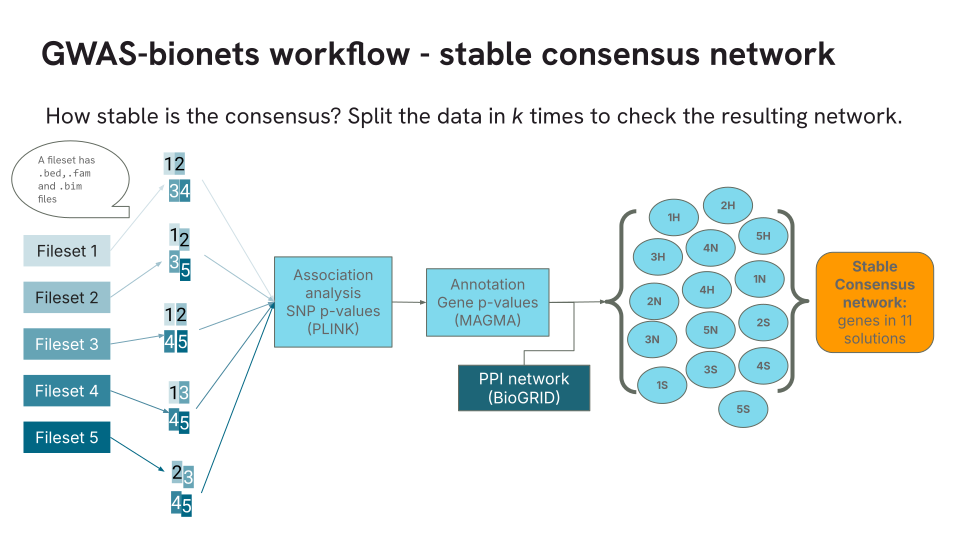 GWAS-bionets workflow - stable consensus network
How stable is the consensus? Split the data in k times to check the resulting network.
A fileset has
.bed,.fam
and .bim
files
Fileset 1
Fileset 2
Fileset 3
Fileset 4
Fileset 5
12
34
12
35
12
45
13
45
23
45
Association
analysis
SNP p-values
(PLINK)
Annotation
Gene p-values
(MAGMA)
PPI network
(BioGRID)
2H
1H
5H
4N
3H
1N
4H
2N
2S
5N
3N
4S
3S
1S
5S
Stable
Consensus
network:
genes in 11
solutions